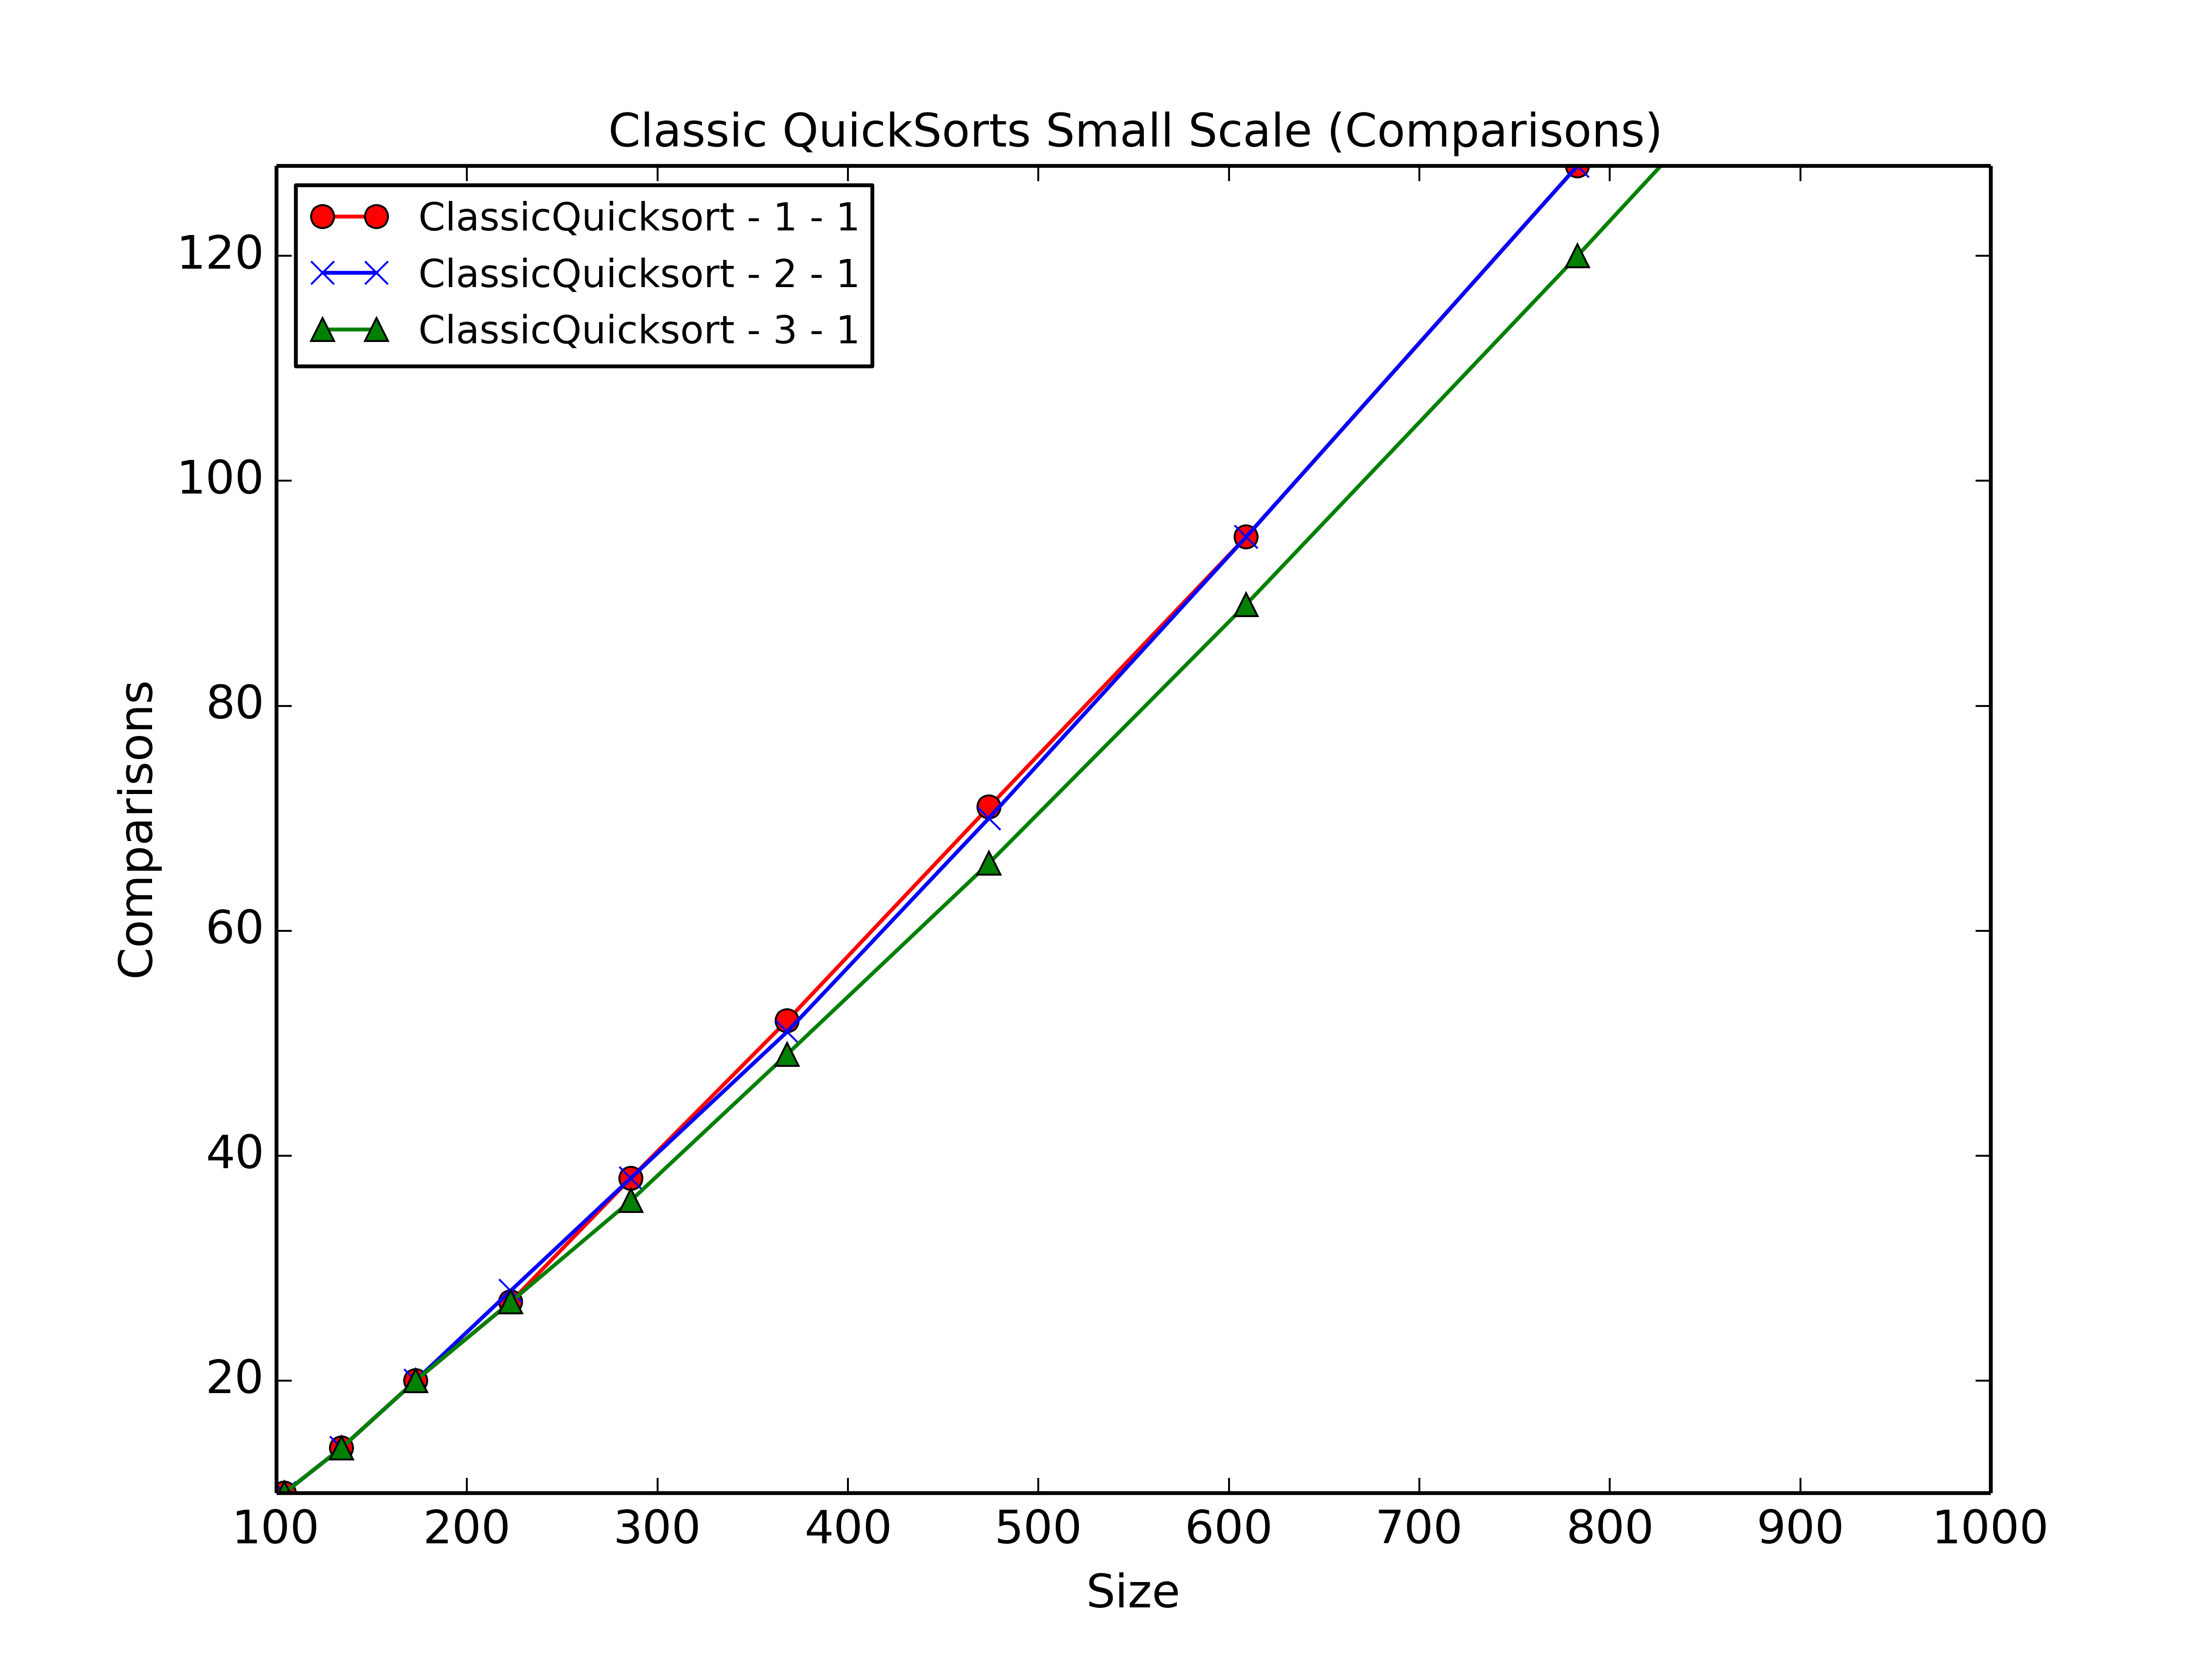 Classic QuickSorts Small Scale (Comparisons)
ClassicQuicksort - 1 - 1
ClassicQuicksort - 2 - 1
ClassicQuicksort - 3 - 1
120
100
80
60
40
20
Comparisons
100 200 300 400 500 600 700 800 900 1000
Size